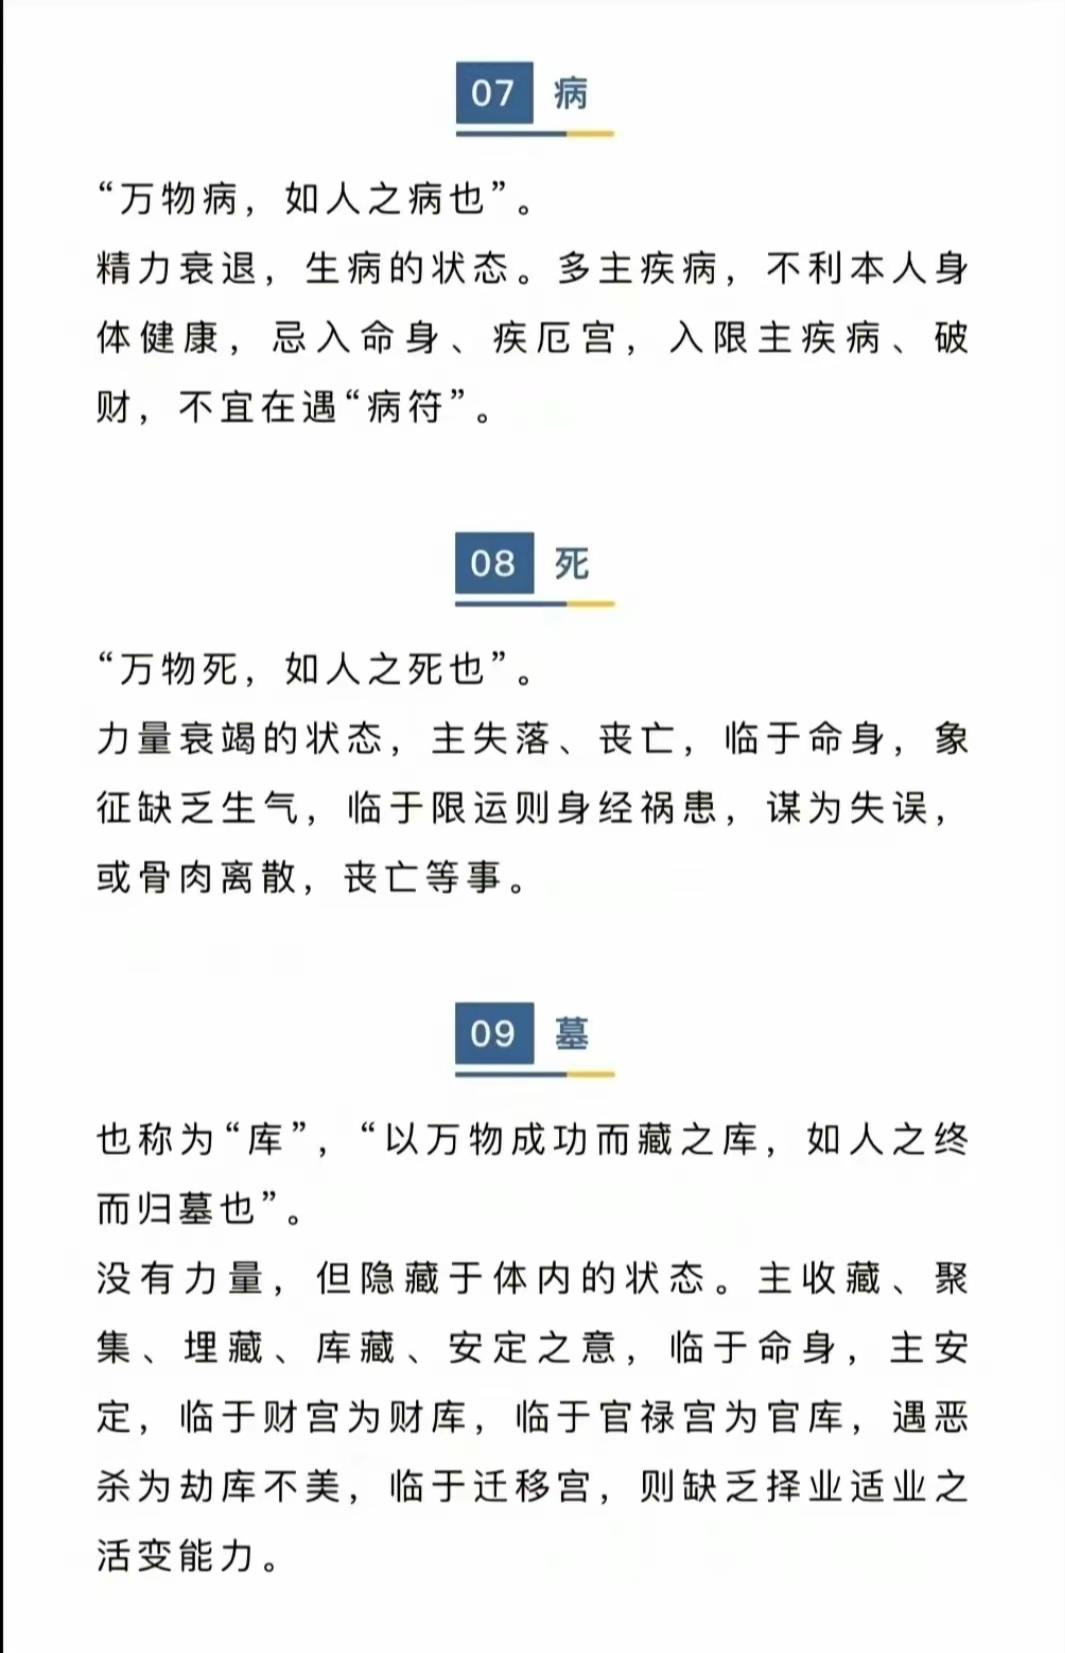 07 病
“万物病，如人之病也”。
精力衰退，生病的状态。多主疾病，不利本人身
体健康，忌入命身、疾厄宫，入限主疾病、破
财，不宜在遇“病符”。
08 死
“万物死，如人之死也”。
力量衰竭的状态，主失落、丧亡，临于命身，象
征缺乏生气，临于限运则身经祸患，谋为失误，
或骨肉离散，丧亡等事。
09 墓
也称为“库”，“以万物成功而藏之库，如人之终
而归墓也”。
没有力量，但隐藏于体内的状态。主收藏、聚
集、埋藏、库藏、安定之意，临于命身，主安
定，临于财宫为财库，临于官禄宫为官库，遇恶
杀为劫库不美，临于迁移宫，则缺乏择业适业之
活变能力。